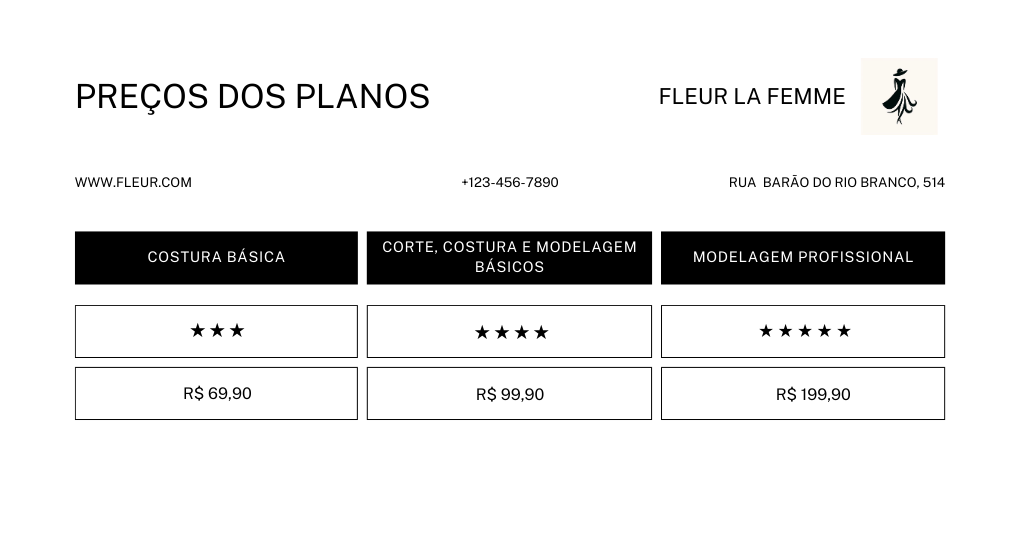 PREÇOS DOS PLANOS
FLEUR LA FEMME
WWW.FLEUR.COM
+123-456-7890
RUA  BARÃO DO RIO BRANCO, 514
COSTURA BÁSICA
CORTE, COSTURA E MODELAGEM
BÁSICOS
MODELAGEM PROFISSIONAL
★★★
★★★★
★★★★★
R$ 69,90
R$ 99,90
R$ 199,90